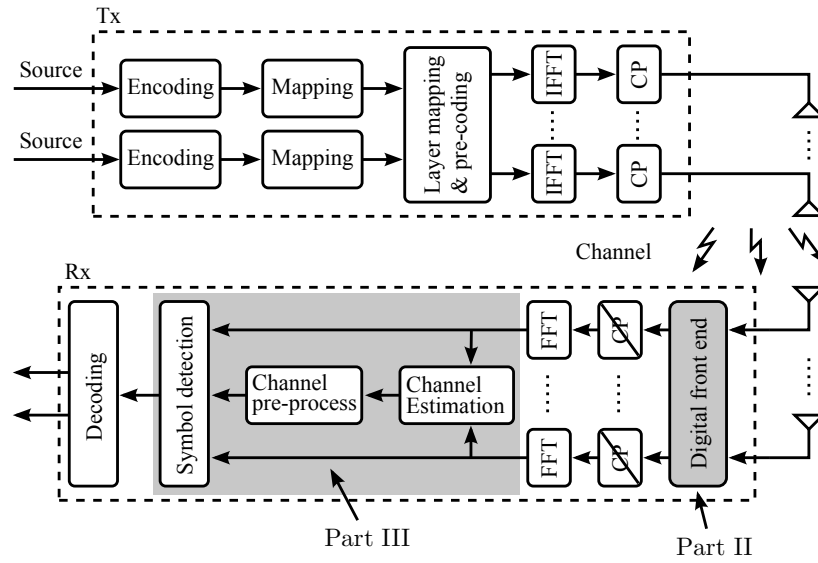 Tx
Source
Encoding
Mapping
Layer mapping
& pre-coding
IFFT
CP
Source
Encoding
Mapping
IFFT
CP
Channel
Rx
Decoding
Symbol detection
Channel
pre-process
Channel
Estimation
FFT
CP
FFT
CP
Digital front end
Part III
Part II